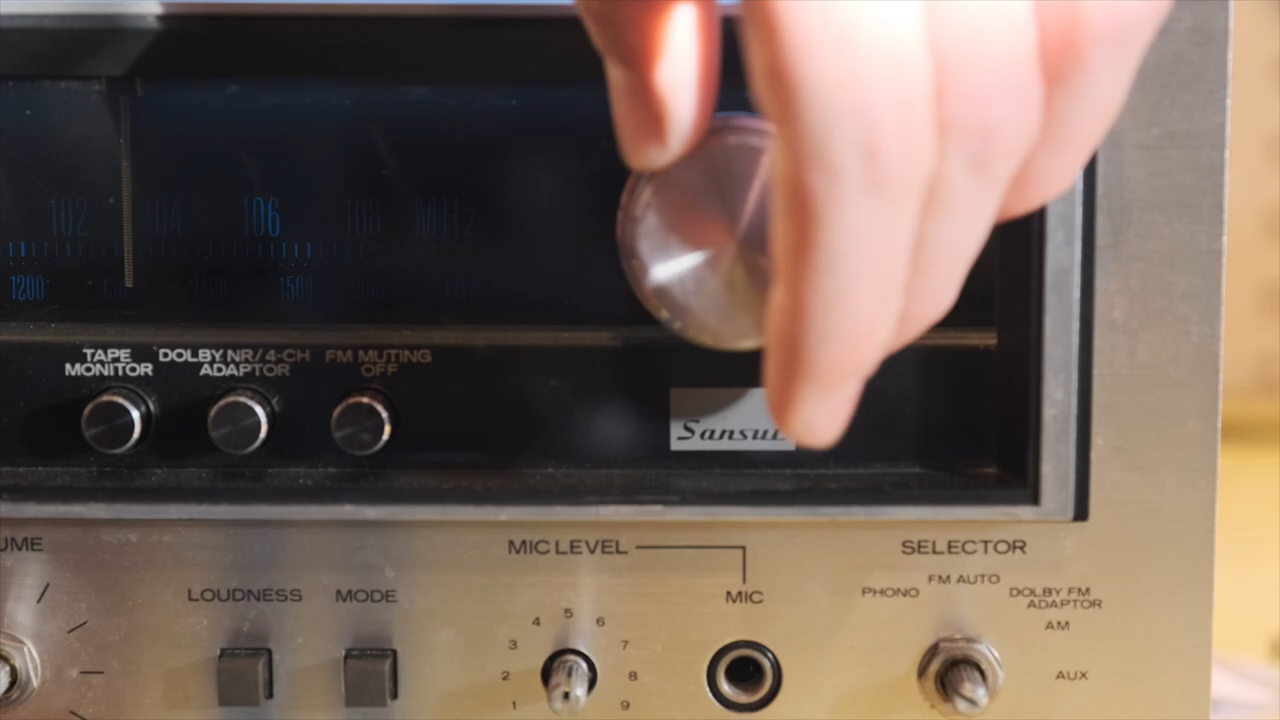 102 104 106 108 MHz
1200 1500
TAPE MONITOR
DOLBY NR/4-CH ADAPTOR
FM MUTING OFF
Sansui
UME
MIC LEVEL
SELECTOR
LOUDNESS
MODE
MIC
PHONO
FM AUTO
DOLBY FM ADAPTOR
AM
AUX
1 2 3 4 5 6 7 8 9